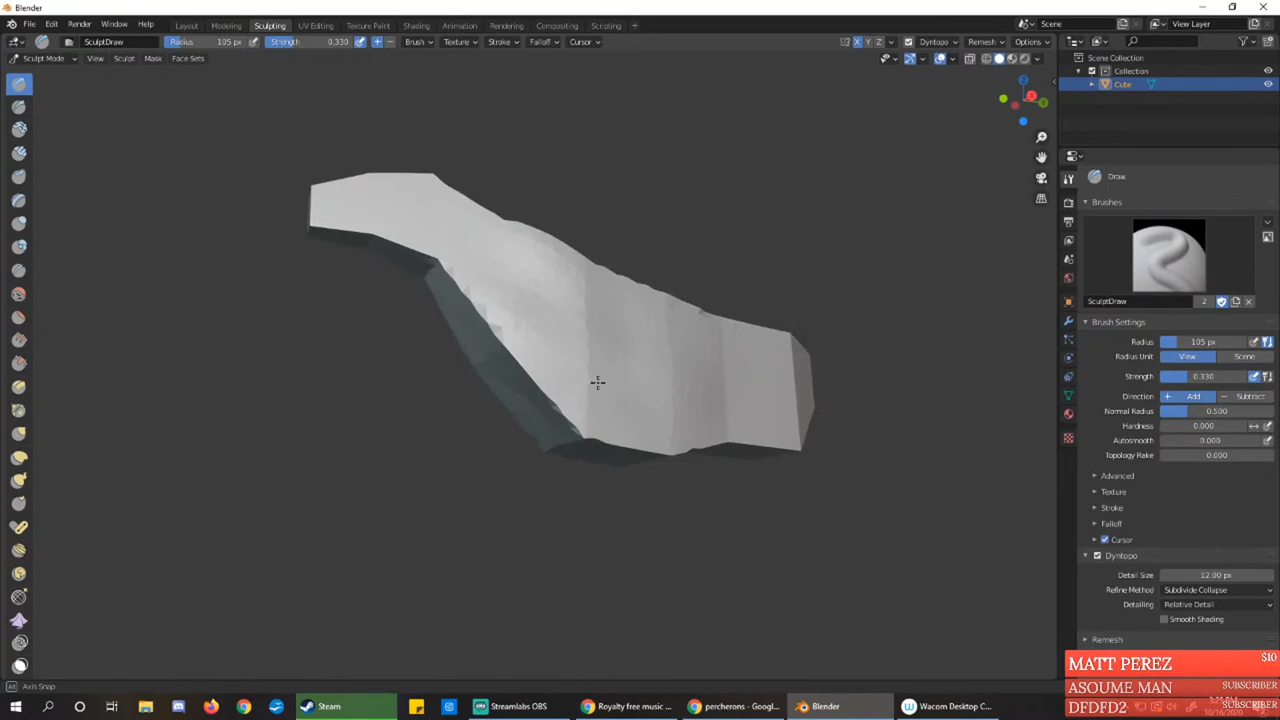 Blender
File Edit Render Window Help Layout Modeling Sculpting UV Editing Texture Paint Shading Animation Rendering Compositing Scripting + Scene View Layer
SculptDraw Radius 105 px Strength 0.330 Brush Texture Stroke Falloff Cursor X Y Z Dyntopo Remesh Options
Sculpt Mode View Sculpt Mask Face Sets
Scene Collection
Collection
Cube
Draw
Brushes
SculptDraw 2
Brush Settings
Radius 105 px
Radius Unit View Scene
Strength 0.330
Direction + Add − Subtract
Normal Radius 0.500
Hardness 0.000
Autosmooth 0.000
Topology Rake 0.000
Advanced
Texture
Stroke
Falloff
Cursor
Dyntopo
Detail Size 12.00 px
Refine Method Subdivide Collapse
Detailing Relative Detail
Smooth Shading
Remesh
MATT PEREZ $10
ASOUME MAN SUBSCRIBER
DFDFD2 SUBSCRIBER
Alt Axis Snap
Steam Streamlabs OBS Royalty free music ... percherons - Googl... Blender Wacom Desktop C...
10/16/2020